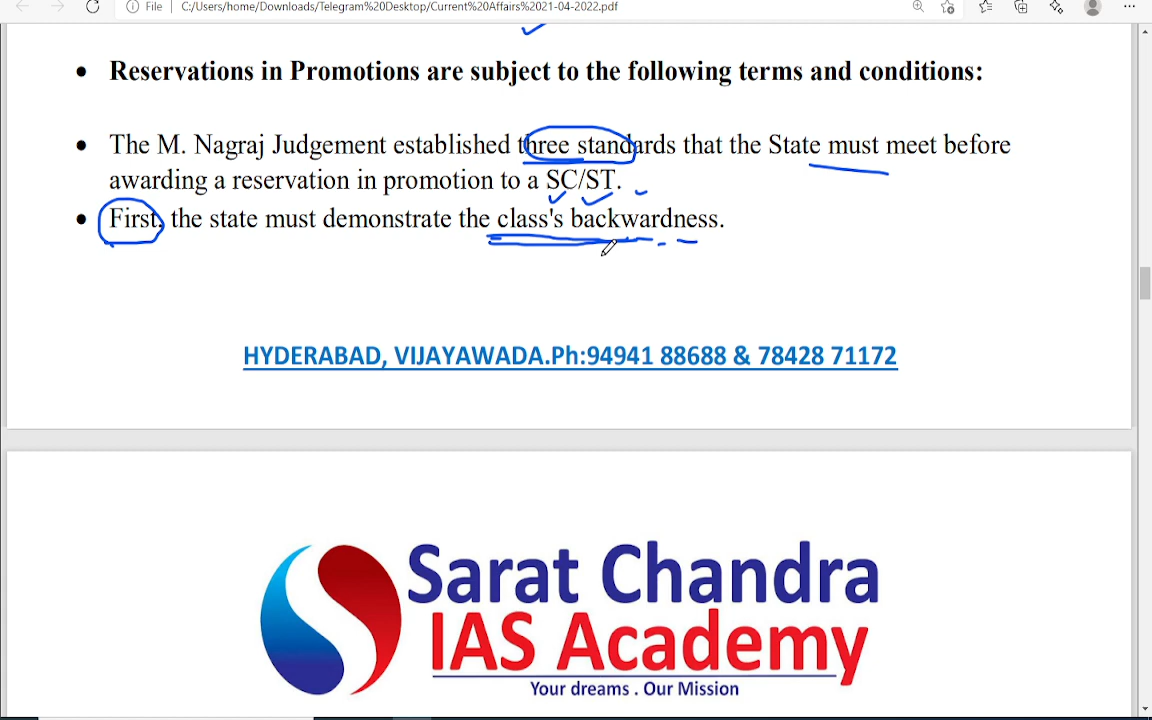 File C:/Users/home/Downloads/Telegram%20Desktop/Current%20Affairs%2021-04-2022.pdf
• Reservations in Promotions are subject to the following terms and conditions:
• The M. Nagraj Judgement established three standards that the State must meet before
awarding a reservation in promotion to a SC/ST.
• First, the state must demonstrate the class's backwardness.
HYDERABAD, VIJAYAWADA.Ph:94941 88688 & 78428 71172
Sarat Chandra
IAS Academy
Your dreams . Our Mission